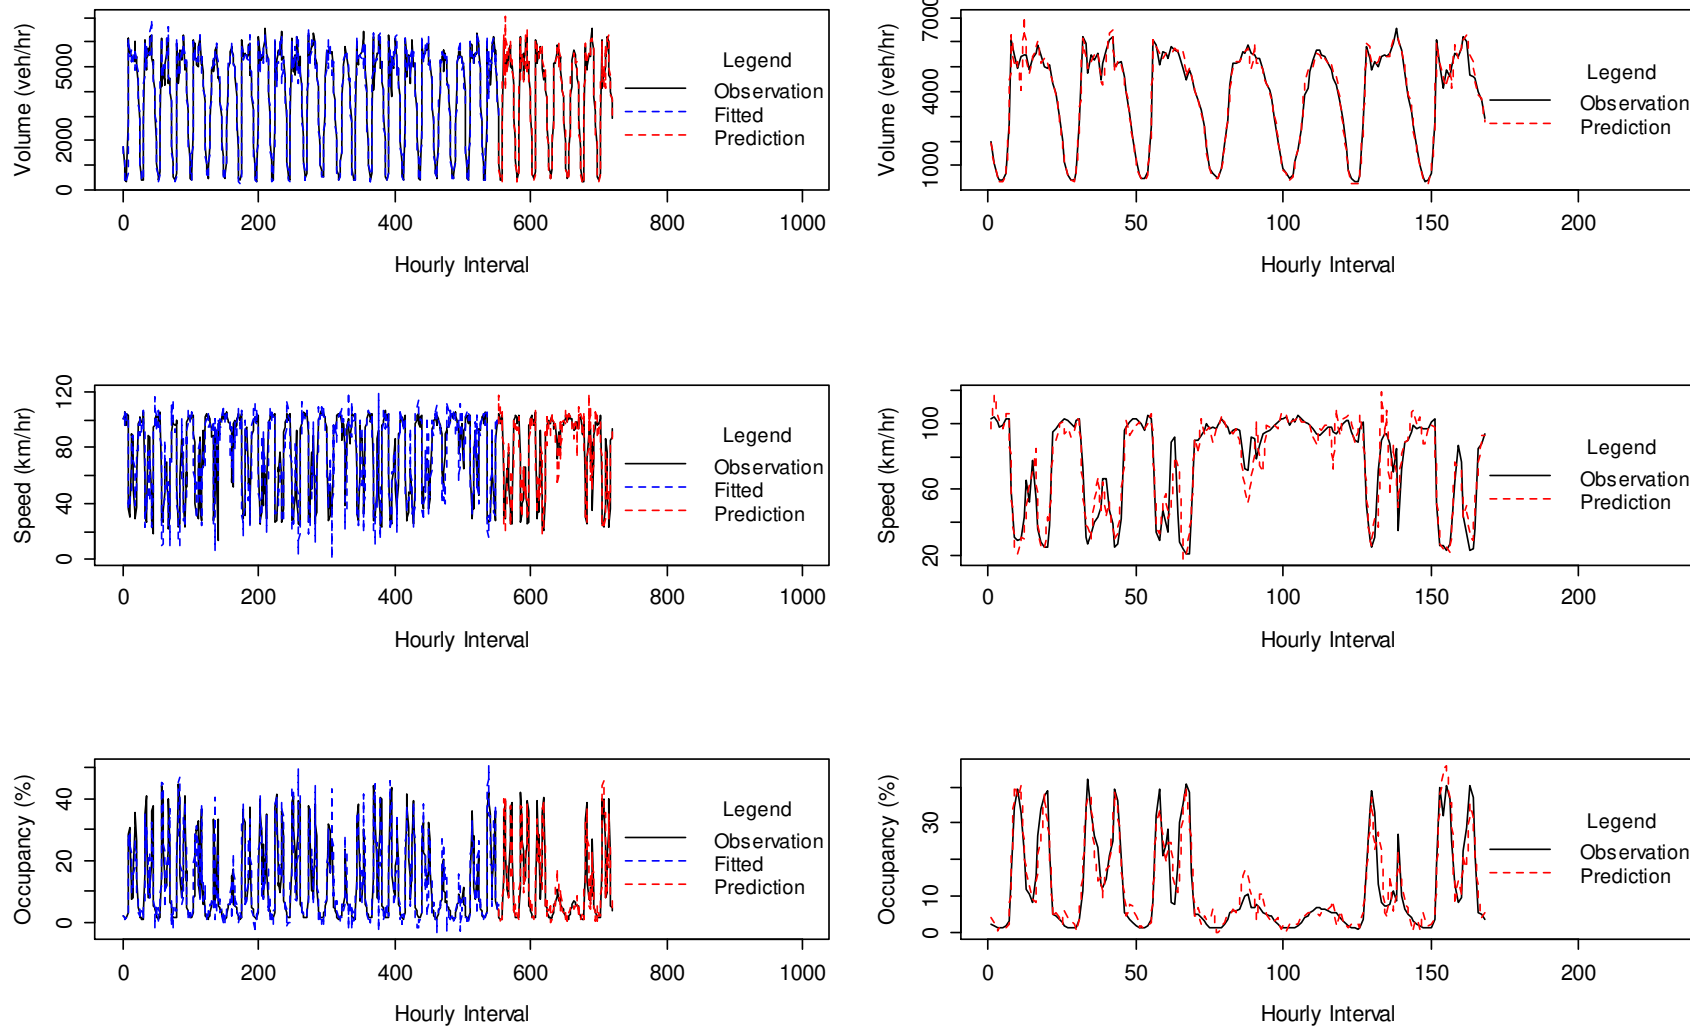 Volume (veh/hr)
0 2000 5000
Legend
Observation
Fitted
Prediction
0 200 400 600 800 1000
Hourly Interval
Volume (veh/hr)
1000 4000 7000
Legend
Observation
Prediction
0 50 100 150 200
Hourly Interval
Speed (km/hr)
0 40 80 120
Legend
Observation
Fitted
Prediction
0 200 400 600 800 1000
Hourly Interval
Speed (km/hr)
20 60 100
Legend
Observation
Prediction
0 50 100 150 200
Hourly Interval
Occupancy (%)
0 20 40
Legend
Observation
Fitted
Prediction
0 200 400 600 800 1000
Hourly Interval
Occupancy (%)
0 10 30
Legend
Observation
Prediction
0 50 100 150 200
Hourly Interval